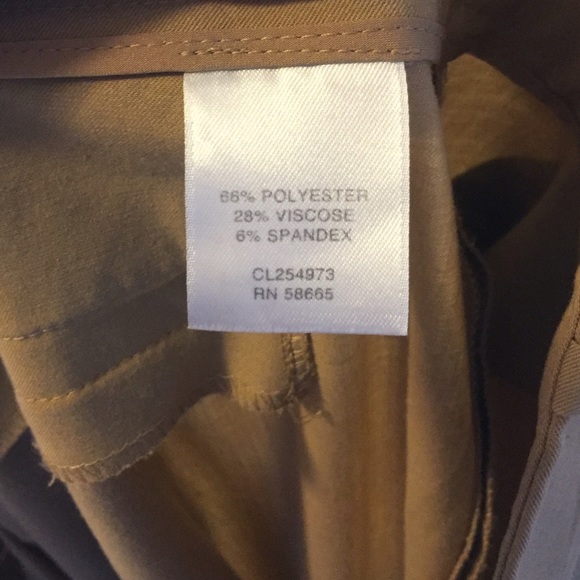 66% POLYESTER
28% VISCOSE
6% SPANDEX
CL254973
RN 58665